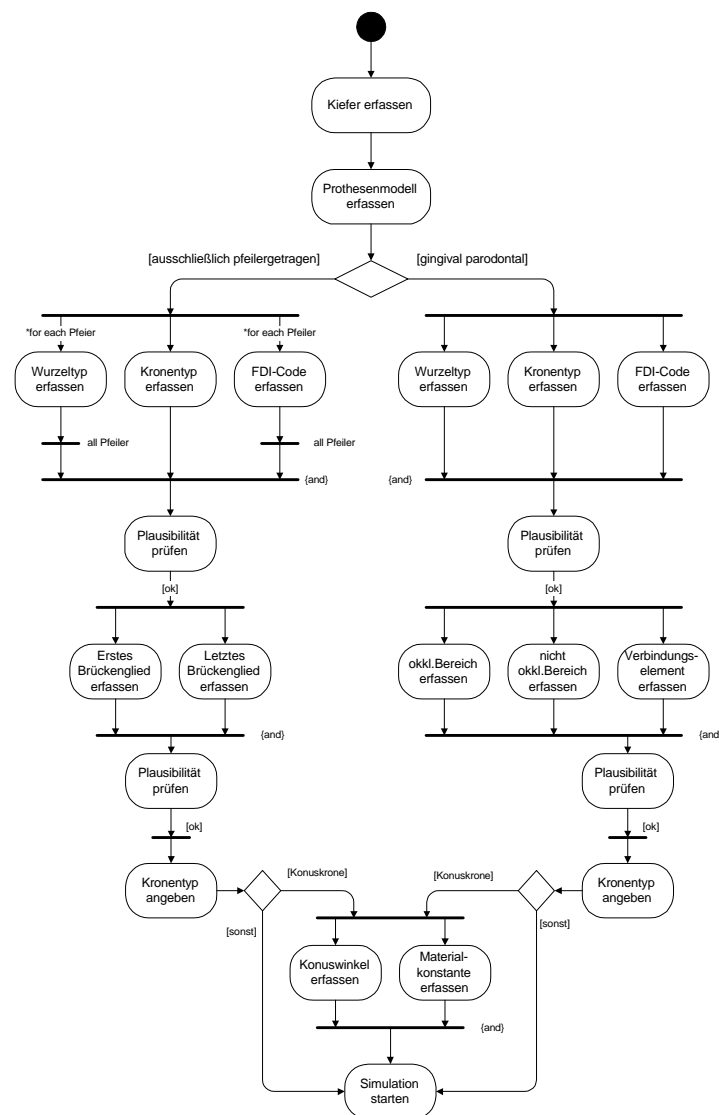 Kiefer erfassen
Prothesenmodell
erfassen
[ausschließlich pfeilergetragen]
[gingival parodontal]
*for each Pfeier
*for each Pfeiler
Wurzeltyp
erfassen
Kronentyp
erfassen
FDI-Code
erfassen
Wurzeltyp
erfassen
Kronentyp
erfassen
FDI-Code
erfassen
all Pfeiler
all Pfeiler
{and}
{and}
Plausibilität
prüfen
Plausibilität
prüfen
[ok]
[ok]
Erstes
Brückenglied
erfassen
Letztes
Brückenglied
erfassen
okkl.Bereich
erfassen
nicht
okkl.Bereich
erfassen
Verbindungs-
element
erfassen
{and}
{and
Plausibilität
prüfen
Plausibilität
prüfen
[ok]
[ok]
Kronentyp
angeben
[Konuskrone]
[Konuskrone]
Kronentyp
angeben
[sonst]
[sonst]
Konuswinkel
erfassen
Material-
konstante
erfassen
{and}
Simulation
starten